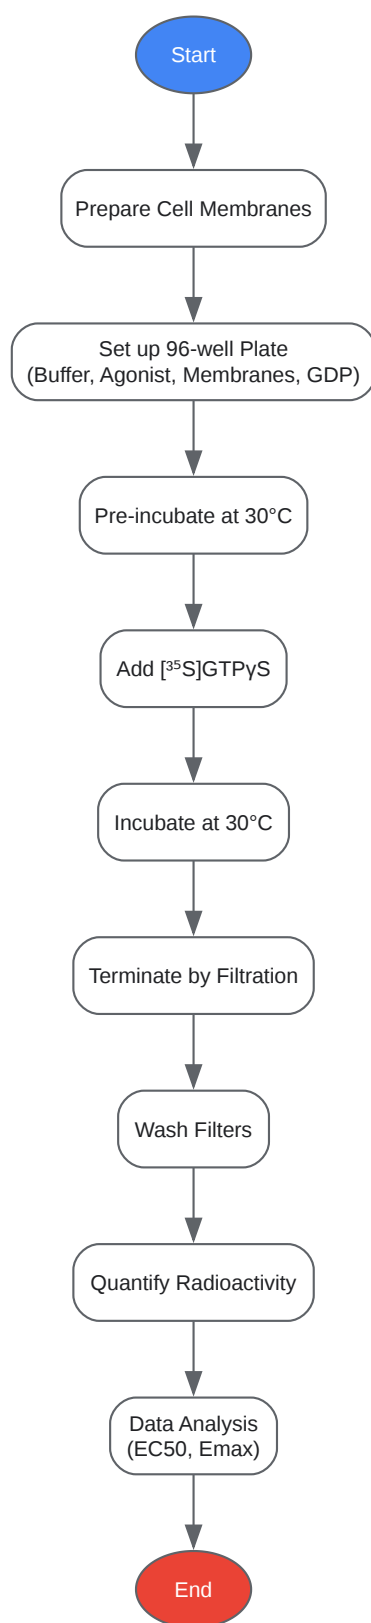 Start
Prepare Cell Membranes
Set up 96-well Plate
(Buffer, Agonist, Membranes, GDP)
Pre-incubate at 30°C
Add [³⁵S]GTPγS
Incubate at 30°C
Terminate by Filtration
Wash Filters
Quantify Radioactivity
Data Analysis
(EC50, Emax)
End